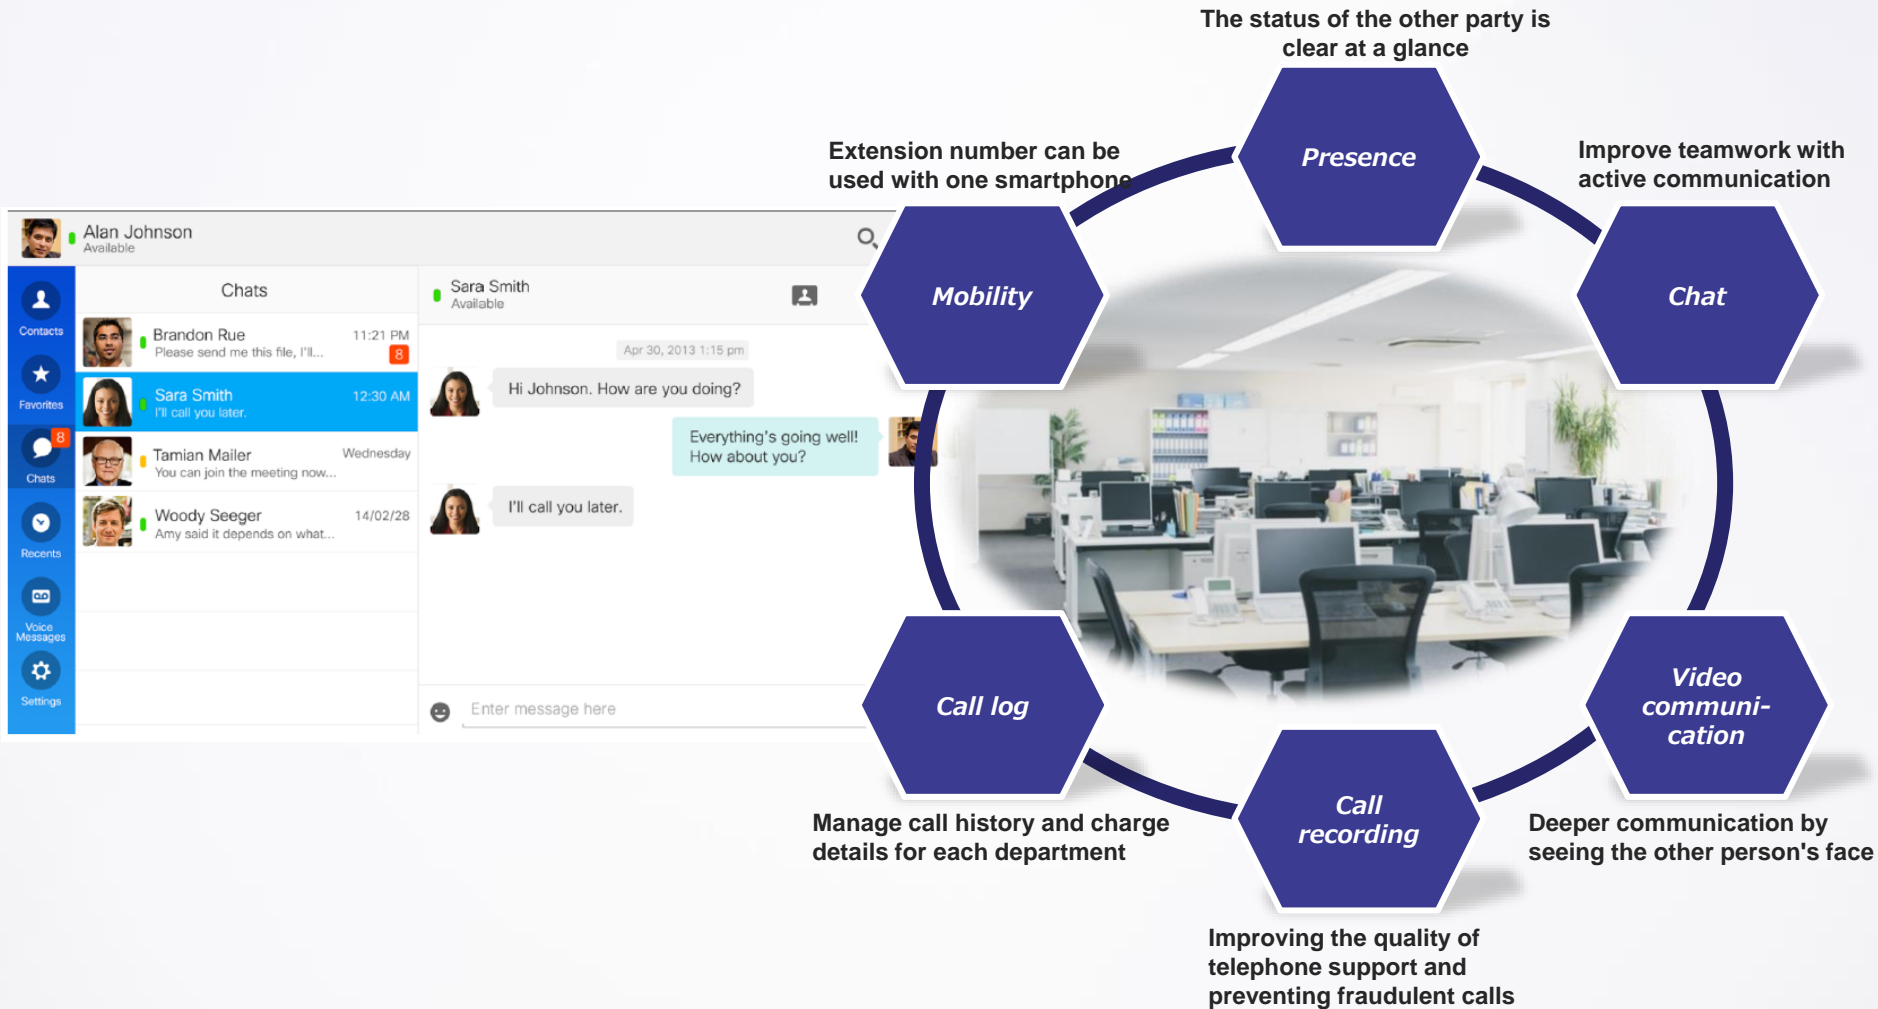 The status of the other party is
clear at a glance
Presence
Extension number can be
used with one smartphone
Mobility
Improve teamwork with
active communication
Chat
Alan Johnson
Available
Contacts
Favorites
8
Chats
Recents
Voice
Messages
Settings
Chats
Brandon Rue
11:21 PM
Please send me this file, I'll...
8
Sara Smith
12:30 AM
I'll call you later.
Tamian Mailer
Wednesday
You can join the meeting now...
Woody Seeger
14/02/28
Amy said it depends on what...
Sara Smith
Available
Apr 30, 2013 1:15 pm
Hi Johnson. How are you doing?
Everything's going well!
How about you?
I'll call you later.
Enter message here
Call log
Manage call history and charge
details for each department
Call
recording
Improving the quality of
telephone support and
preventing fraudulent calls
Video
communi-
cation
Deeper communication by
seeing the other person's face